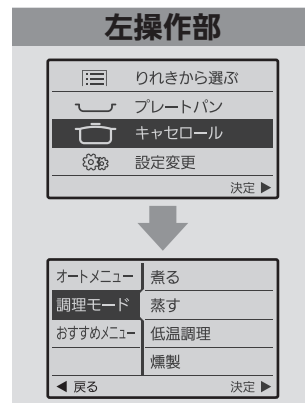 左操作部
りれきから選ぶ
プレートパン
キャセロール
設定変更
決定 ▶
オートメニュー 煮る
調理モード 蒸す
おすすめメニュー 低温調理
燻製
◀ 戻る 決定 ▶